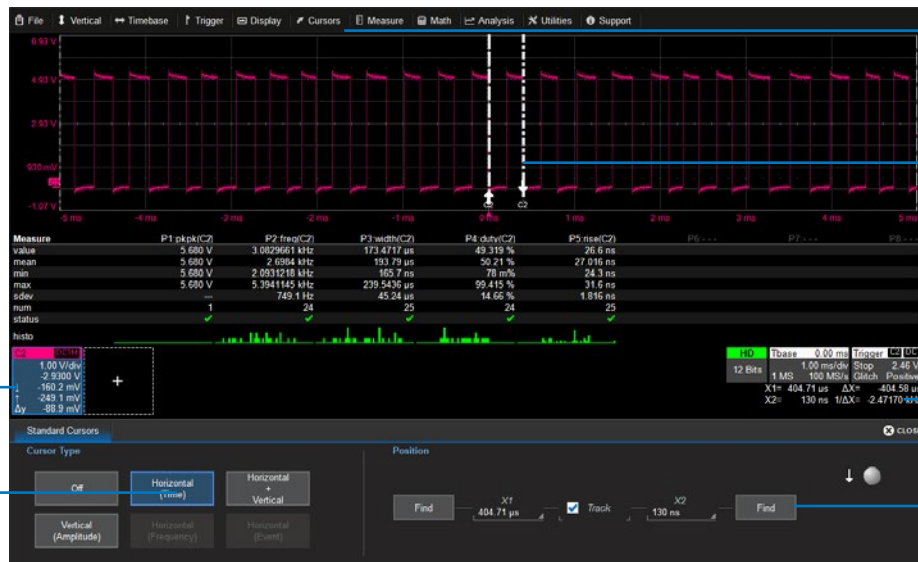 File Vertical Timebase Trigger Display Cursors Measure Math Analysis Utilities Support
6.93 V
4.93 V
2.93 V
930 mV
C2
-1.07 V
C2 C2
-5 ms -4 ms -3 ms -2 ms -1 ms 0 ms 1 ms 2 ms 3 ms 4 ms 5 ms
Measure P1:pkpk(C2) P2:freq(C2) P3:width(C2) P4:duty(C2) P5:rise(C2) P6:--- P7:--- P8:---
value 5.680 V 3.0829661 kHz 173.4717 µs 49.319 % 26.6 ns
mean 5.680 V 2.6984 kHz 193.79 µs 50.21 % 27.016 ns
min 5.680 V 2.0931218 kHz 165.7 ns 78 m% 24.3 ns
max 5.680 V 5.3941145 kHz 239.5436 µs 99.415 % 31.6 ns
sdev --- 749.1 Hz 45.24 µs 14.66 % 1.816 ns
num 1 24 25 24 25
status
histo
C2 DC1M
1.00 V/div
-2.9300 V
↓ -160.2 mV
↑ -249.1 mV
Δy -88.9 mV
+
HD
12 Bits
Tbase 0.00 ms
1.00 ms/div
1 MS 100 MS/s
Trigger C2 DC
Stop 2.46 V
Glitch Positive
X1= 404.71 µs ΔX= -404.58 µs
X2= 130 ns 1/ΔX= -2.47170
Standard Cursors CLOSE
Cursor Type
Off
Horizontal
(Time)
Horizontal
+
Vertical
Vertical
(Amplitude)
Horizontal
(Frequency)
Horizontal
(Event)
Position
Find X1 404.71 µs Track X2 130 ns Find